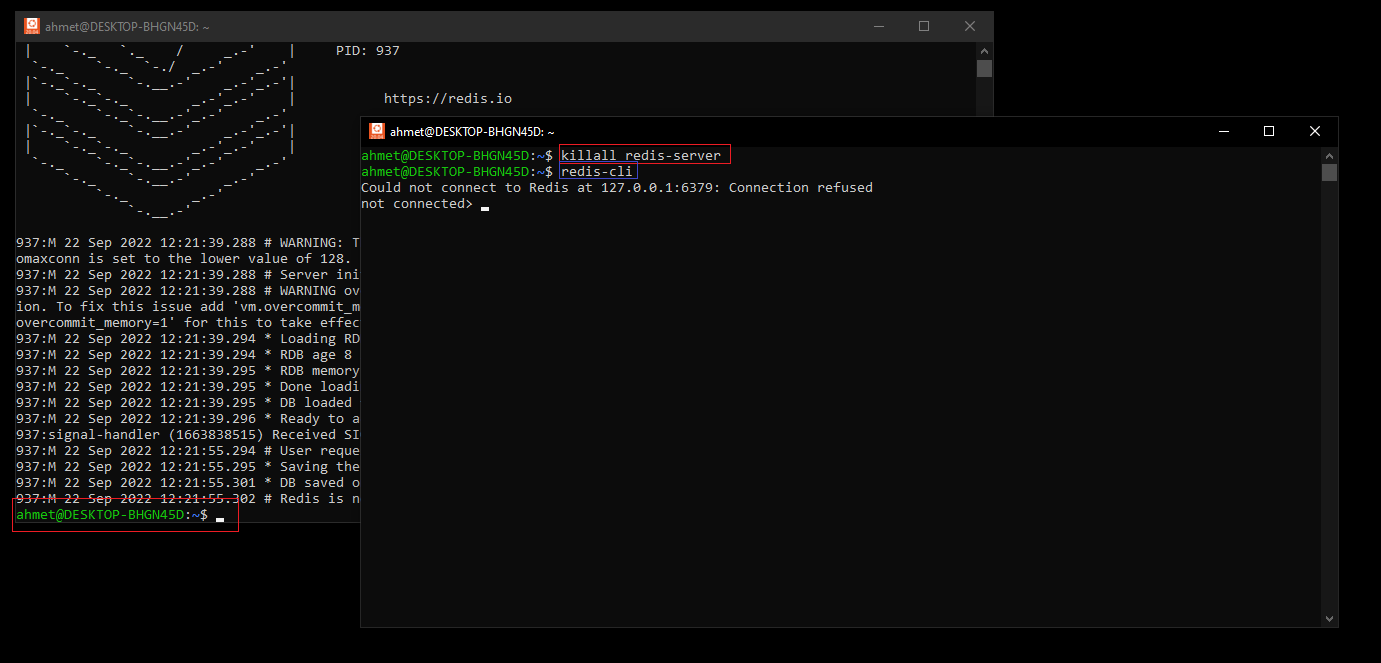 ahmet@DESKTOP-BHGN45D: ~
PID: 937
https://redis.io
937:M 22 Sep 2022 12:21:39.288 # WARNING: T
omaxconn is set to the lower value of 128.
937:M 22 Sep 2022 12:21:39.288 # Server ini
937:M 22 Sep 2022 12:21:39.288 # WARNING ov
ion. To fix this issue add 'vm.overcommit_m
overcommit_memory=1' for this to take effec
937:M 22 Sep 2022 12:21:39.294 * Loading RD
937:M 22 Sep 2022 12:21:39.294 * RDB age 8
937:M 22 Sep 2022 12:21:39.295 * RDB memory
937:M 22 Sep 2022 12:21:39.295 * Done loadi
937:M 22 Sep 2022 12:21:39.295 * DB loaded
937:M 22 Sep 2022 12:21:39.296 * Ready to a
937:signal-handler (1663838515) Received SI
937:M 22 Sep 2022 12:21:55.294 # User reque
937:M 22 Sep 2022 12:21:55.295 * Saving the
937:M 22 Sep 2022 12:21:55.301 * DB saved o
937:M 22 Sep 2022 12:21:55.302 # Redis is n
ahmet@DESKTOP-BHGN45D:~$
ahmet@DESKTOP-BHGN45D: ~
ahmet@DESKTOP-BHGN45D:~$ killall redis-server
ahmet@DESKTOP-BHGN45D:~$ redis-cli
Could not connect to Redis at 127.0.0.1:6379: Connection refused
not connected>